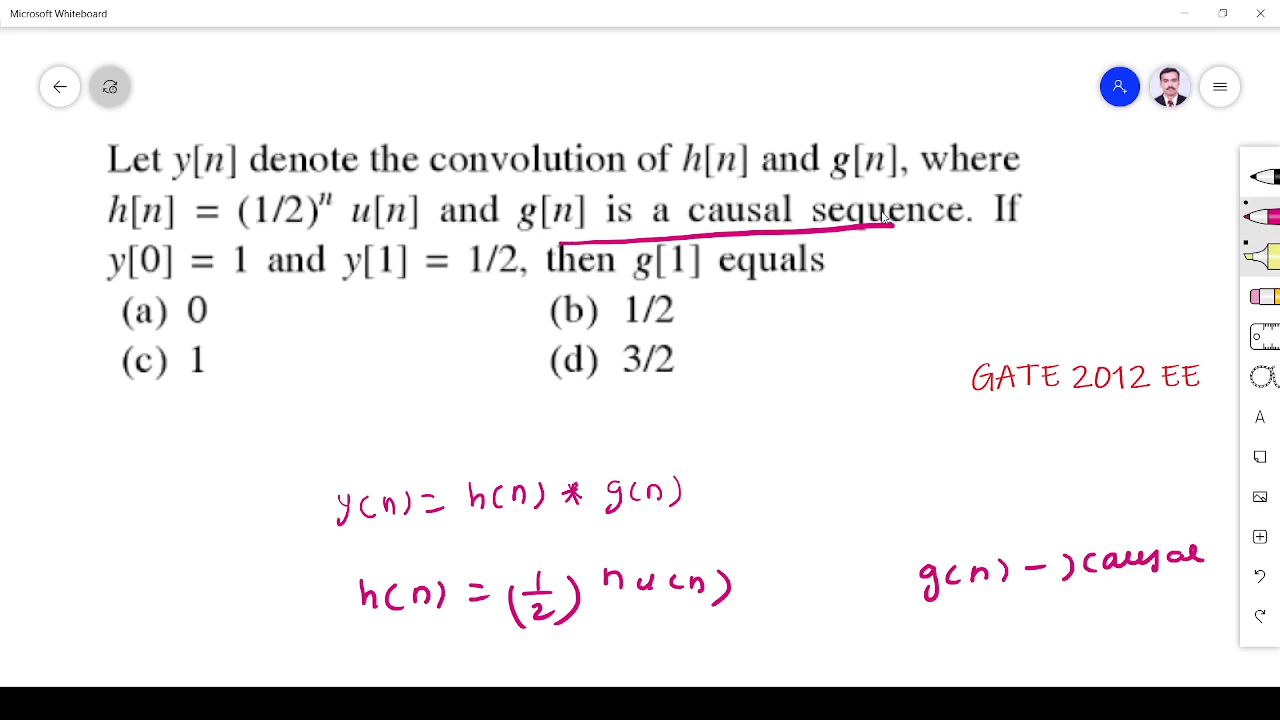 Microsoft Whiteboard
Let y[n] denote the convolution of h[n] and g[n], where
h[n] = (1/2)ⁿ u[n] and g[n] is a causal sequence. If
y[0] = 1 and y[1] = 1/2, then g[1] equals
(a) 0 (b) 1/2
(c) 1 (d) 3/2
GATE 2012 EE
y(n) = h(n) * g(n)
h(n) = (1/2)ⁿ u(n) g(n) -) causal
A